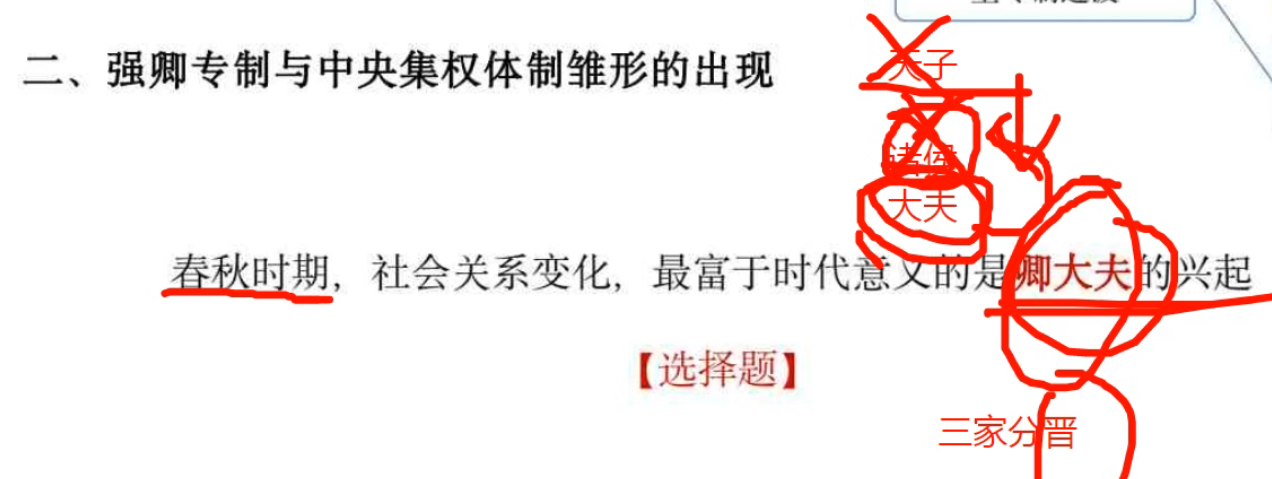 二、强卿专制与中央集权体制雏形的出现
天子
诸侯
大夫
春秋时期，社会关系变化，最富于时代意义的是卿大夫的兴起
【选择题】
三家分晋